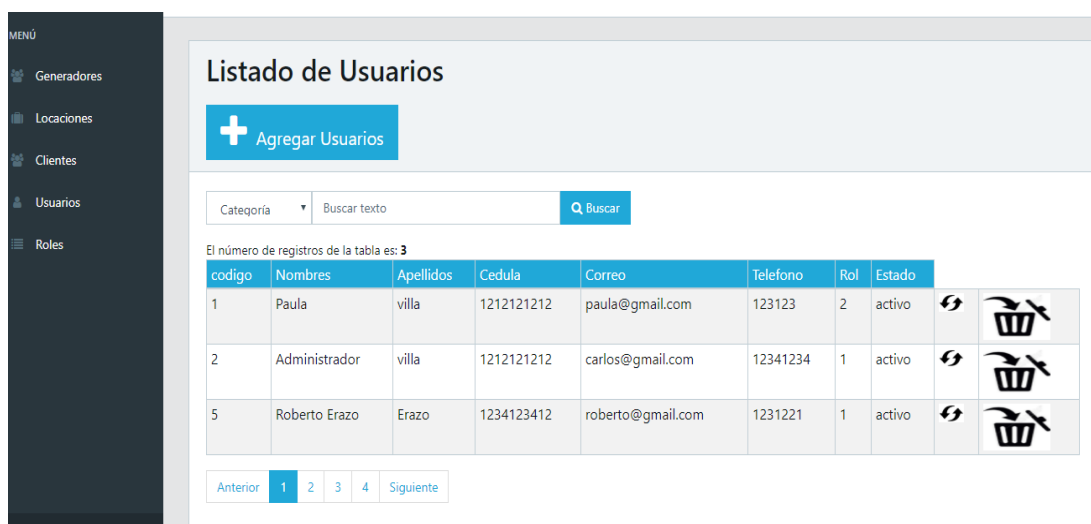 MENÚ
Generadores
Locaciones
Clientes
Usuarios
Roles
Listado de Usuarios
Agregar Usuarios
Categoría Buscar texto Buscar
El número de registros de la tabla es: 3
codigo Nombres Apellidos Cedula Correo Telefono Rol Estado
1 Paula villa 1212121212 paula@gmail.com 123123 2 activo
2 Administrador villa 1212121212 carlos@gmail.com 12341234 1 activo
5 Roberto Erazo Erazo 1234123412 roberto@gmail.com 1231221 1 activo
Anterior 1 2 3 4 Siguiente